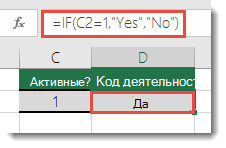 fx =IF(C2=1,"Yes","No")
C D
Активные? Код деятельност
1 Да